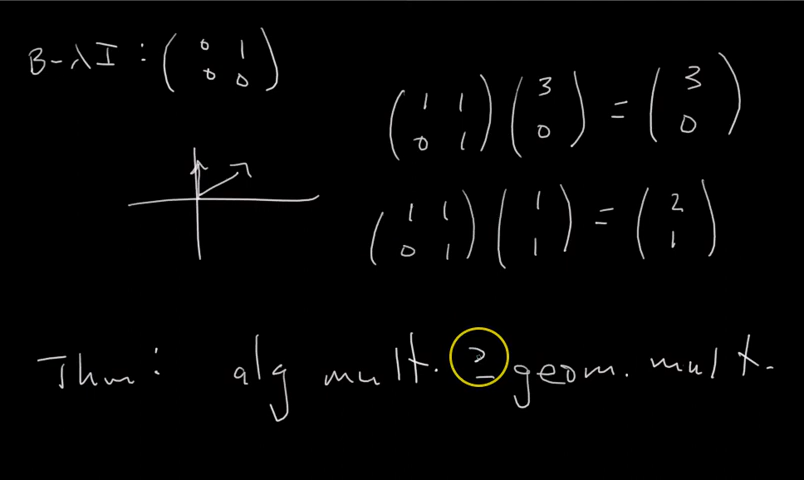 B-λI : (0 1
0 0)
(1 1
0 1) (3
0) = (3
0)
(1 1
0 1) (1
1) = (2
1)
Thm: alg mult. ≥ geom. mult.